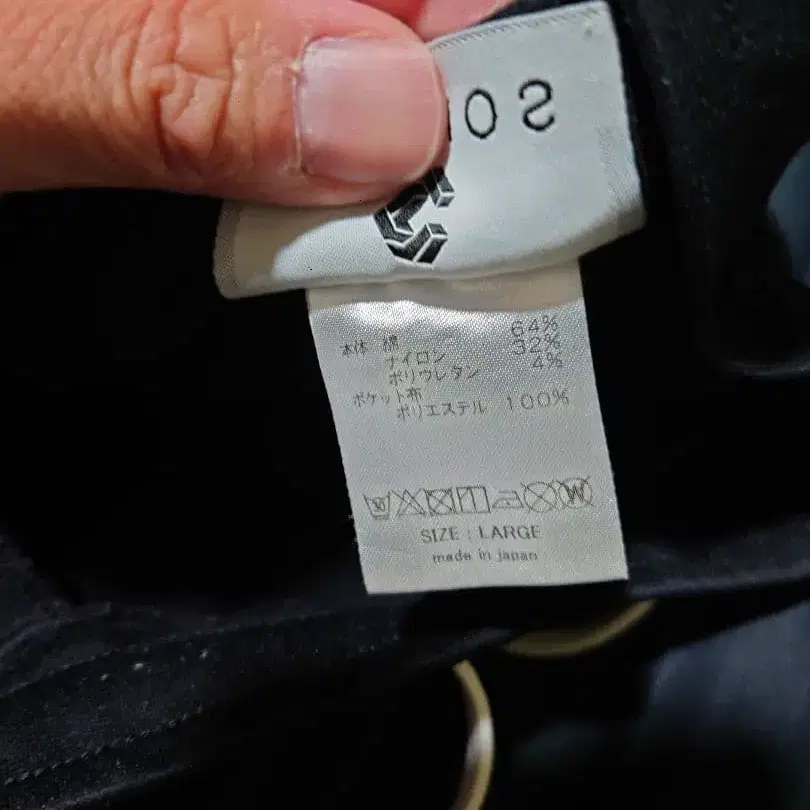 本体 綿 64%
ナイロン 32%
ポリウレタン 4%
ポケット布
ポリエステル 100%
SIZE : LARGE
made in japan